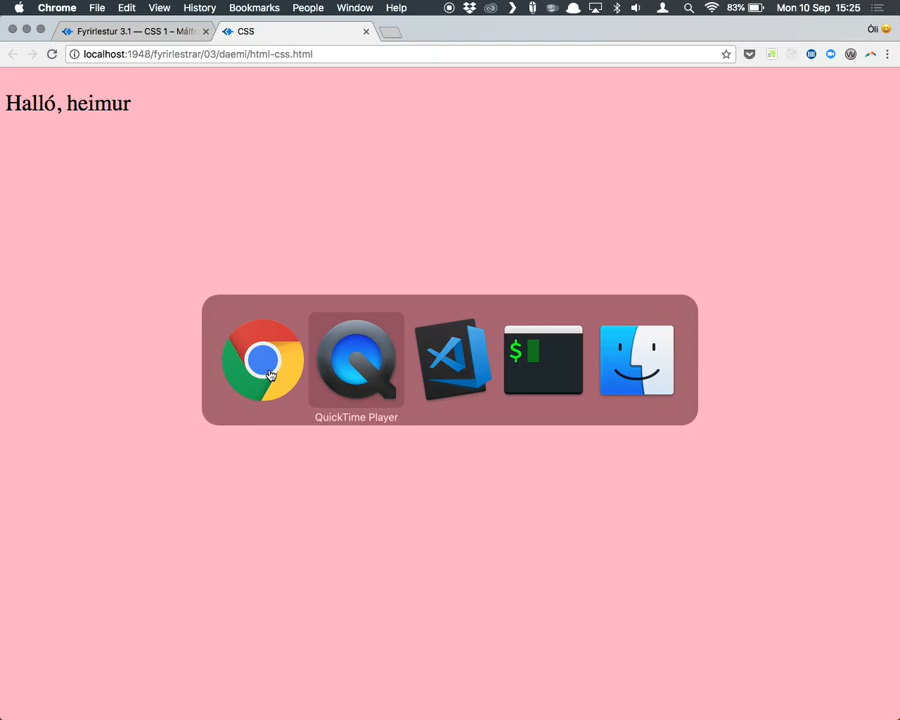 Chrome File Edit View History Bookmarks People Window Help 83% Mon 10 Sep 15:25
Fyrirlestur 3.1 — CSS 1 – Málfr CSS Óli 😄
localhost:1948/fyrirlestrar/03/daemi/html-css.html
Halló, heimur
$
QuickTime Player